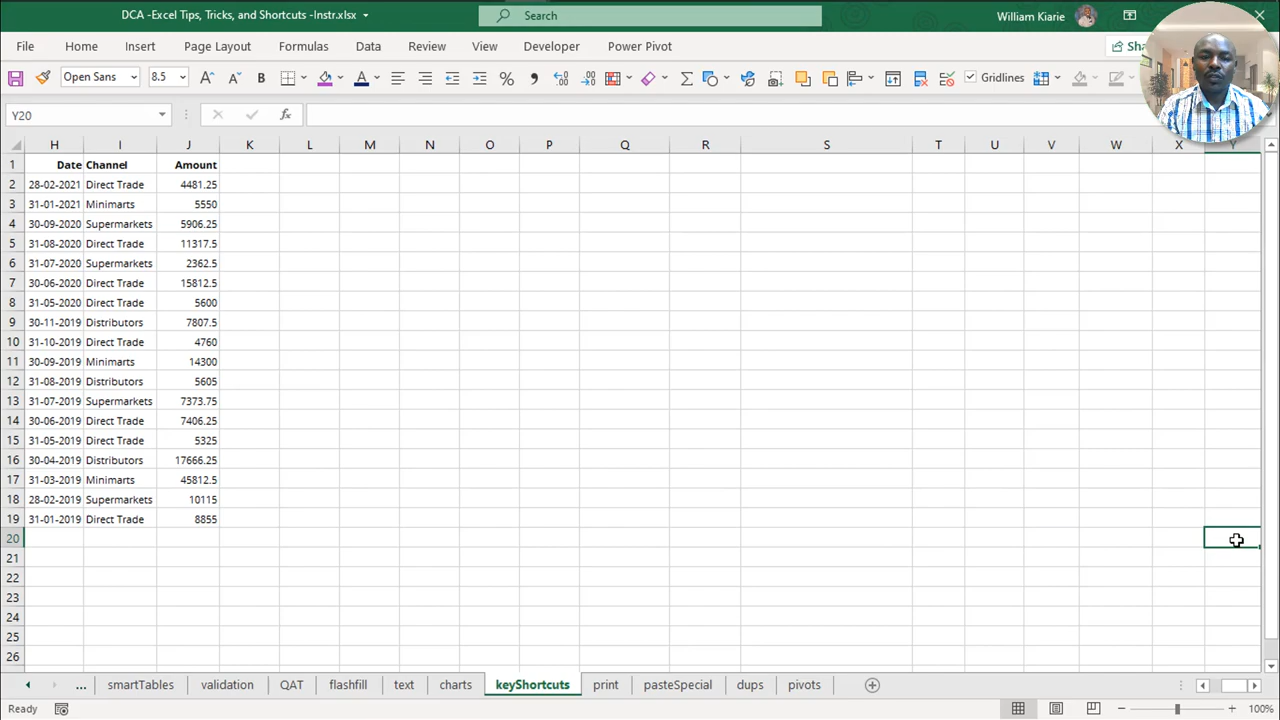 DCA -Excel Tips, Tricks, and Shortcuts -Instr.xlsx
Search
William Kiarie
File Home Insert Page Layout Formulas Data Review View Developer Power Pivot
Open Sans 8.5 B A % Gridlines
Y20 fx
H I J K L M N O P Q R S T U V W X Y
1 Date Channel Amount
2 28-02-2021 Direct Trade 4481.25
3 31-01-2021 Minimarts 5550
4 30-09-2020 Supermarkets 5906.25
5 31-08-2020 Direct Trade 11317.5
6 31-07-2020 Supermarkets 2362.5
7 30-06-2020 Direct Trade 15812.5
8 31-05-2020 Direct Trade 5600
9 30-11-2019 Distributors 7807.5
10 31-10-2019 Direct Trade 4760
11 30-09-2019 Minimarts 14300
12 31-08-2019 Distributors 5605
13 31-07-2019 Supermarkets 7373.75
14 30-06-2019 Direct Trade 7406.25
15 31-05-2019 Direct Trade 5325
16 30-04-2019 Distributors 17666.25
17 31-03-2019 Minimarts 45812.5
18 28-02-2019 Supermarkets 10115
19 31-01-2019 Direct Trade 8855
20
21
22
23
24
25
26
... smartTables validation QAT flashfill text charts keyShortcuts print pasteSpecial dups pivots
Ready 100%